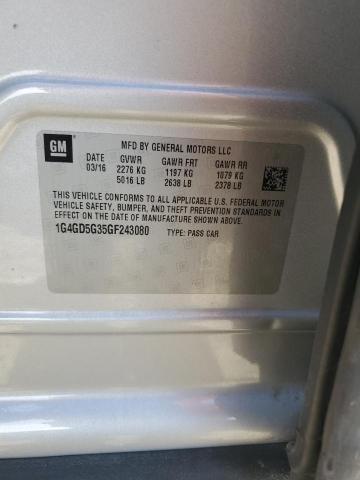 GM
MFD BY GENERAL MOTORS LLC
DATE GVWR GAWR FRT GAWR RR
03/16 2276 KG 1197 KG 1079 KG
5016 LB 2638 LB 2378 LB
THIS VEHICLE CONFORMS TO ALL APPLICABLE U.S. FEDERAL MOTOR
VEHICLE SAFETY, BUMPER, AND THEFT PREVENTION STANDARDS
IN EFFECT ON THE DATE OF MANUFACTURE SHOWN ABOVE.
1G4GD5G35GF243080 TYPE: PASS CAR